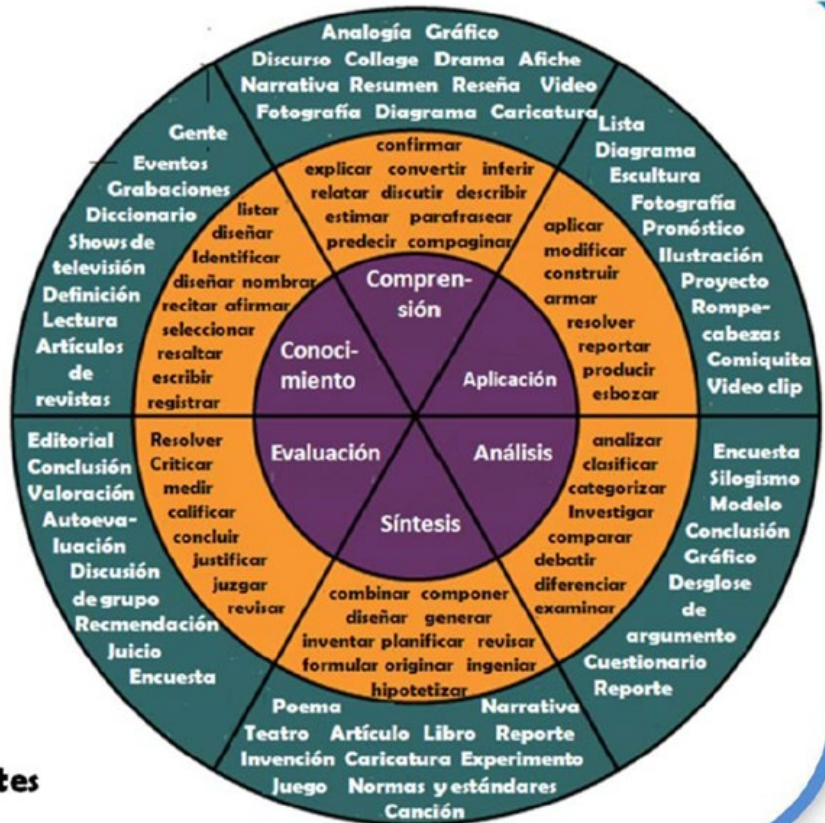 Analogía Gráfico
Discurso Collage Drama Afiche
Narrativa Resumen Reseña Video
Fotografía Diagrama Caricatura
confirmar
explicar convertir inferir
relatar discutir describir
estimar parafrasear
predecir compaginar
Compren-
sión
Lista
Diagrama
Escultura
Fotografía
Pronóstico
Ilustración
Proyecto
Rompe-
cabezas
Comiquita
Video clip
aplicar
modificar
construir
armar
resolver
reportar
producir
esbozar
Aplicación
Encuesta
Silogismo
Modelo
Conclusión
Gráfico
Desglose
de
argumento
Cuestionario
Reporte
analizar
clasificar
categorizar
Investigar
comparar
debatir
diferenciar
examinar
Análisis
Síntesis
combinar componer
diseñar generar
inventar planificar revisar
formular originar ingeniar
hipotetizar
Poema Narrativa
Teatro Artículo Libro Reporte
Invención Caricatura Experimento
Juego Normas y estándares
Canción
Evaluación
Resolver
Criticar
medir
calificar
concluir
justificar
juzgar
revisar
Editorial
Conclusión
Valoración
Autoeva-
luación
Discusión
de grupo
Recmendación
Juicio
Encuesta
Conoci-
miento
listar
diseñar
Identificar
diseñar nombrar
recitar afirmar
seleccionar
resaltar
escribir
registrar
Gente
Eventos
Grabaciones
Diccionario
Shows de
televisión
Definición
Lectura
Artículos
de
revistas
tes